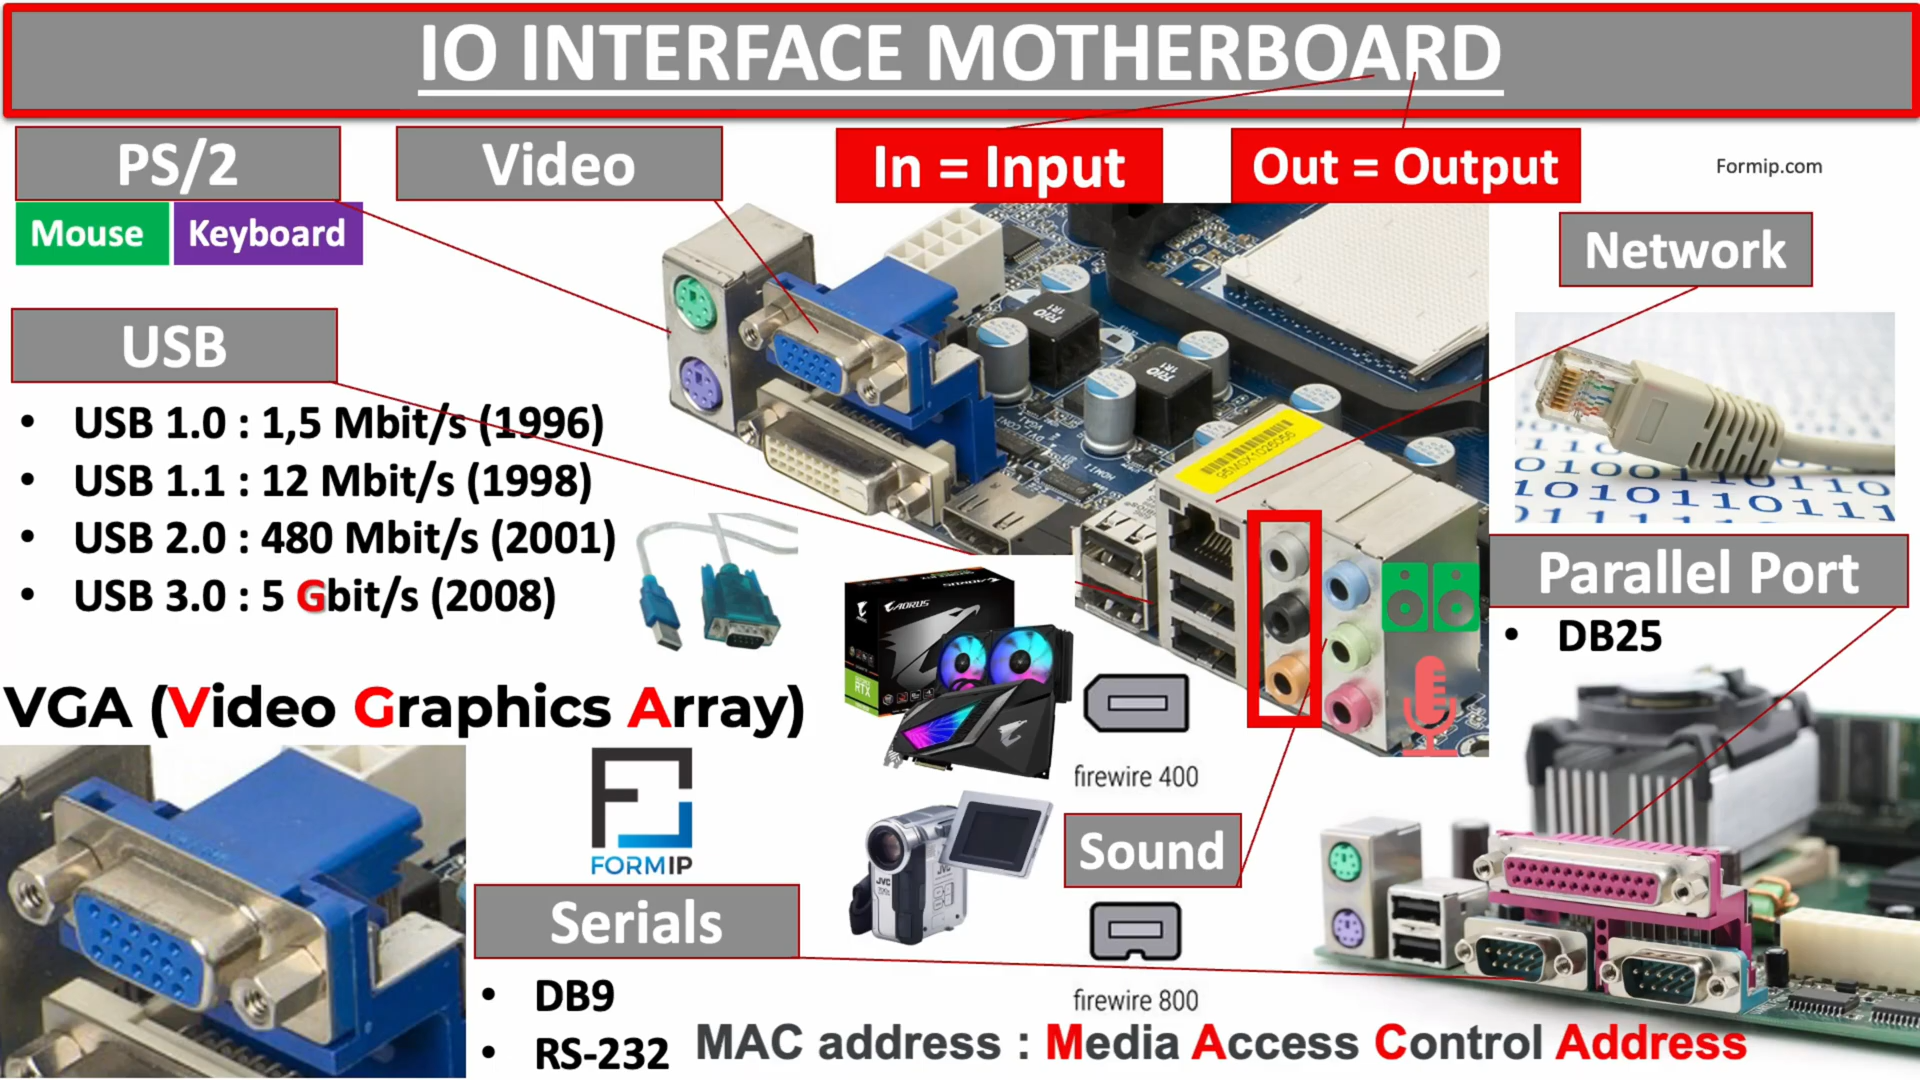 IO INTERFACE MOTHERBOARD
PS/2
Video
In = Input
Out = Output
Formip.com
Mouse
Keyboard
Network
USB
• USB 1.0 : 1,5 Mbit/s (1996)
• USB 1.1 : 12 Mbit/s (1998)
• USB 2.0 : 480 Mbit/s (2001)
• USB 3.0 : 5 Gbit/s (2008)
Parallel Port
• DB25
AORUS
RTX
VGA (Video Graphics Array)
firewire 400
FORMIP
Sound
JVC
Serials
• DB9
• RS-232
firewire 800
MAC address : Media Access Control Address